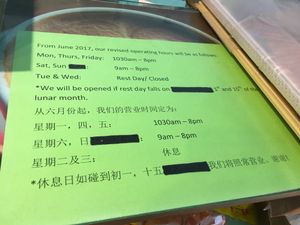 From June 2017, our revised operating hours will be as follows:
Mon, Thurs, Friday: 1030am – 8pm
Sat, Sun 9am – 8pm
Tue & Wed: Rest Day/ Closed
*We will be opened if rest day falls on 1st and 15th of the
lunar month.
从六月份起，我们的营业时间定为:
星期一，四，五: 1030am – 8pm
星期六，日 9am – 8pm
星期二及三: 休息
*休息日如碰到初一，十五 我们将照常营业。谢谢!